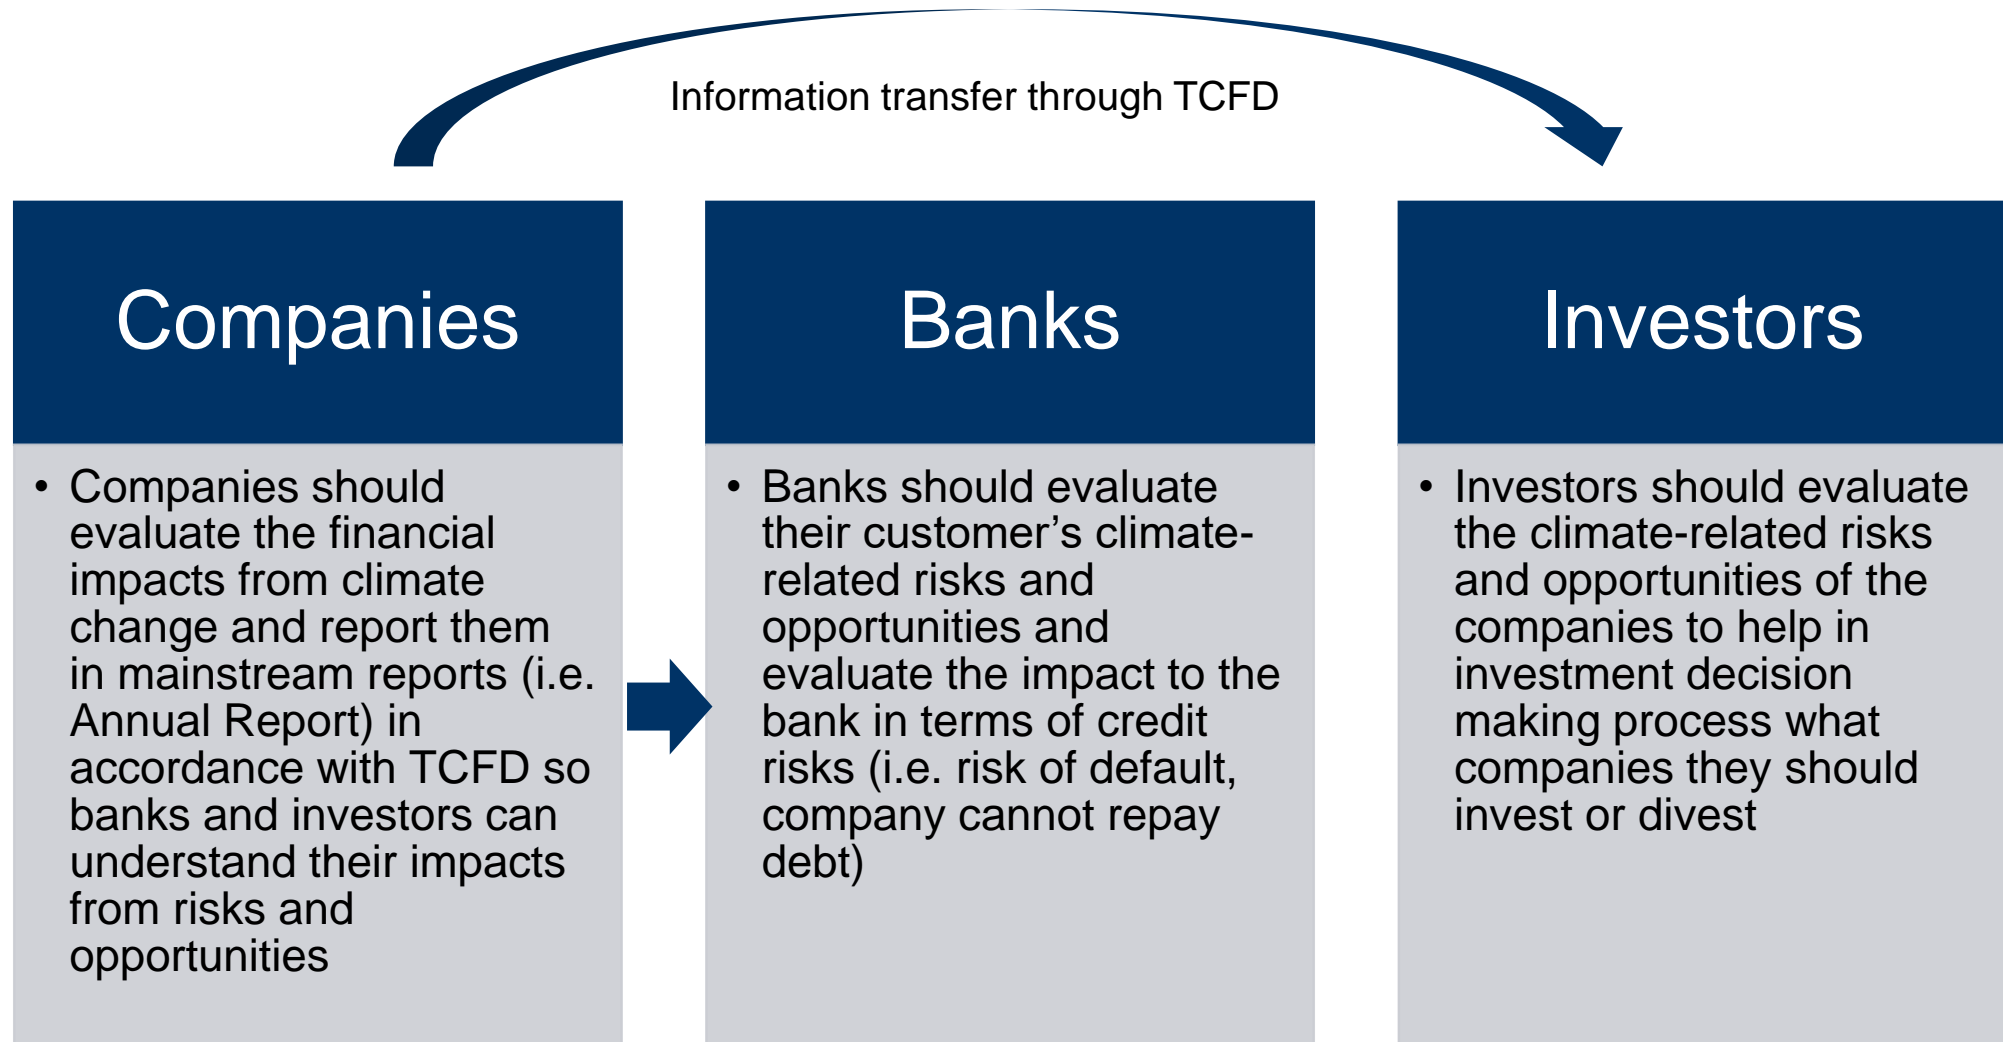 Information transfer through TCFD
Companies
• Companies should
evaluate the financial
impacts from climate
change and report them
in mainstream reports (i.e.
Annual Report) in
accordance with TCFD so
banks and investors can
understand their impacts
from risks and
opportunities
Banks
• Banks should evaluate
their customer’s climate-
related risks and
opportunities and
evaluate the impact to the
bank in terms of credit
risks (i.e. risk of default,
company cannot repay
debt)
Investors
• Investors should evaluate
the climate-related risks
and opportunities of the
companies to help in
investment decision
making process what
companies they should
invest or divest